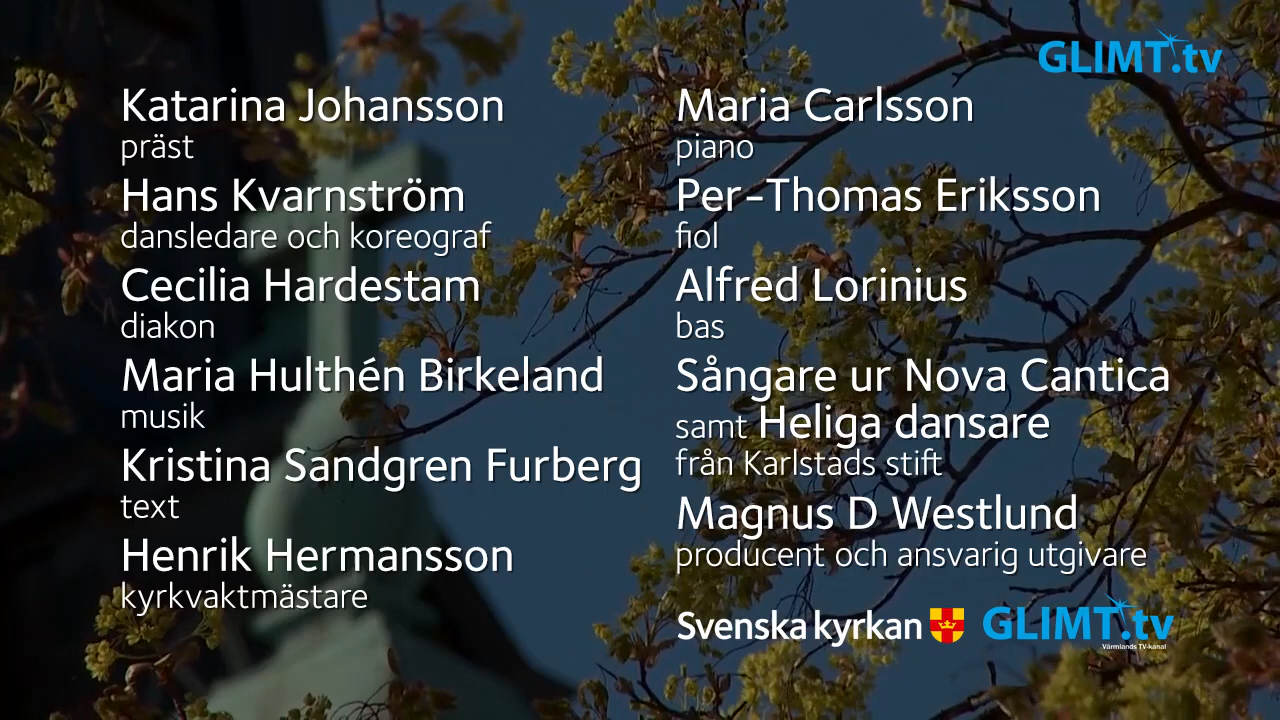 GLIMT.tv
Katarina Johansson
präst
Hans Kvarnström
dansledare och koreograf
Cecilia Hardestam
diakon
Maria Hulthén Birkeland
musik
Kristina Sandgren Furberg
text
Henrik Hermansson
kyrkvaktmästare
Maria Carlsson
piano
Per-Thomas Eriksson
fiol
Alfred Lorinius
bas
Sångare ur Nova Cantica
samt Heliga dansare
från Karlstads stift
Magnus D Westlund
producent och ansvarig utgivare
Svenska kyrkan
GLIMT.tv
Värmlands TV-kanal